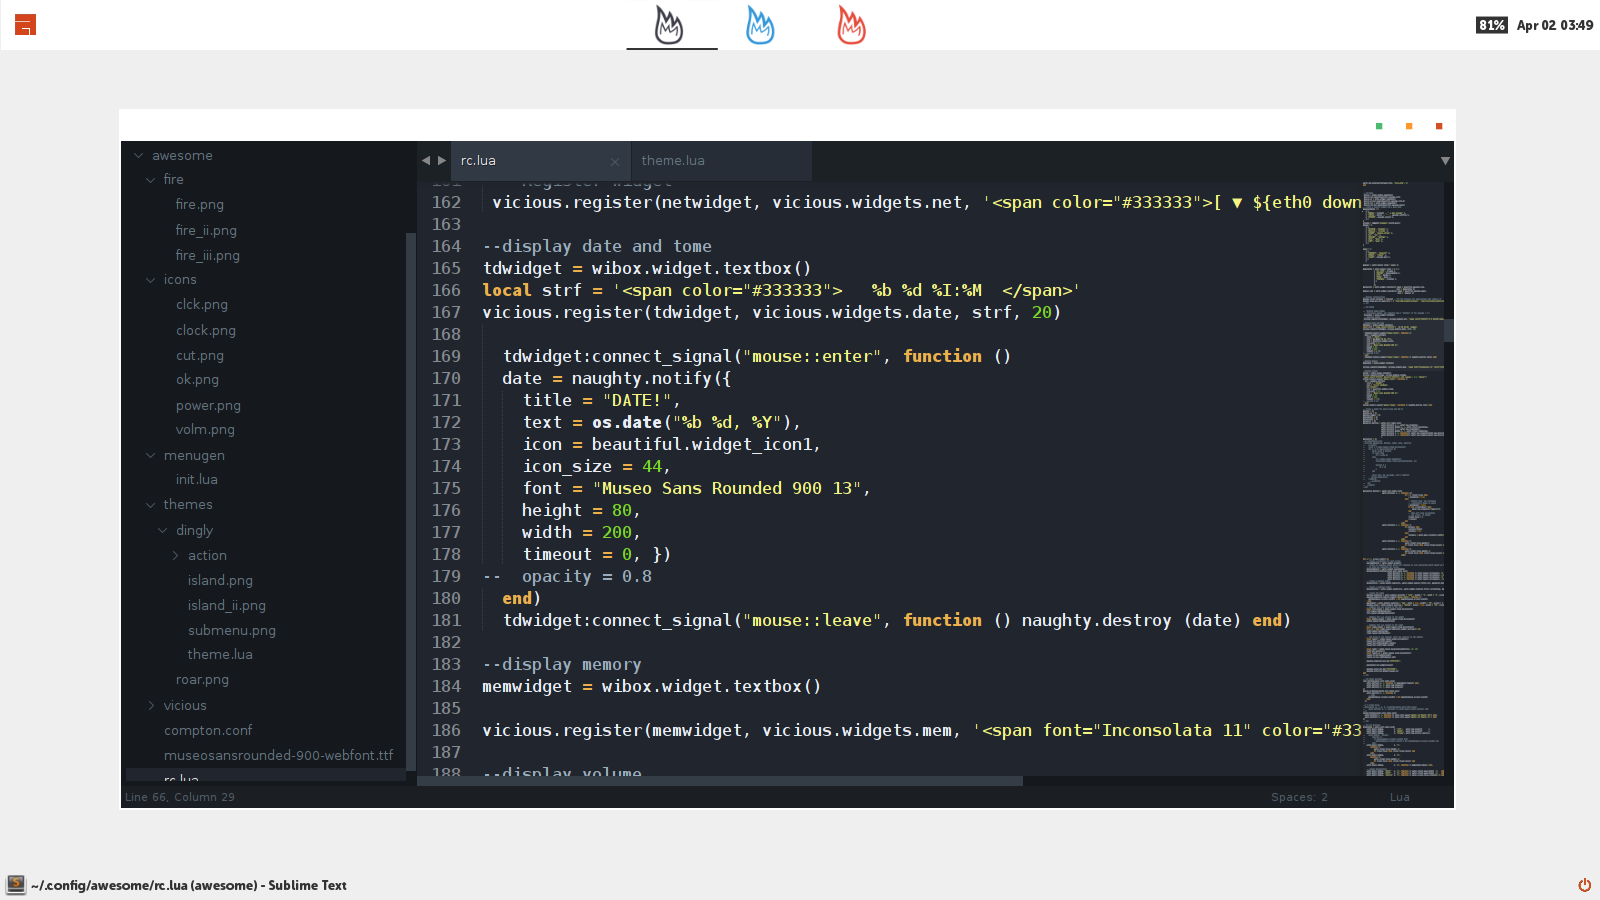 81% Apr 02 03:49
awesome
fire
fire.png
fire_ii.png
fire_iii.png
icons
clck.png
clock.png
cut.png
ok.png
power.png
volm.png
menugen
init.lua
themes
dingly
action
island.png
island_ii.png
submenu.png
theme.lua
roar.png
vicious
compton.conf
museosansrounded-900-webfont.ttf
rc.lua
rc.lua
theme.lua
162 vicious.register(netwidget, vicious.widgets.net, '<span color="#333333">[ ▼ ${eth0 down
163
164 --display date and tome
165 tdwidget = wibox.widget.textbox()
166 local strf = '<span color="#333333">   %b %d %I:%M  </span>'
167 vicious.register(tdwidget, vicious.widgets.date, strf, 20)
168
169   tdwidget:connect_signal("mouse::enter", function ()
170   date = naughty.notify({
171     title = "DATE!",
172     text = os.date("%b %d, %Y"),
173     icon = beautiful.widget_icon1,
174     icon_size = 44,
175     font = "Museo Sans Rounded 900 13",
176     height = 80,
177     width = 200,
178     timeout = 0, })
179 --  opacity = 0.8
180   end)
181   tdwidget:connect_signal("mouse::leave", function () naughty.destroy (date) end)
182
183 --display memory
184 memwidget = wibox.widget.textbox()
185
186 vicious.register(memwidget, vicious.widgets.mem, '<span font="Inconsolata 11" color="#33
187
188 --display volume
Line 66, Column 29
Spaces: 2
Lua
~/.config/awesome/rc.lua (awesome) - Sublime Text